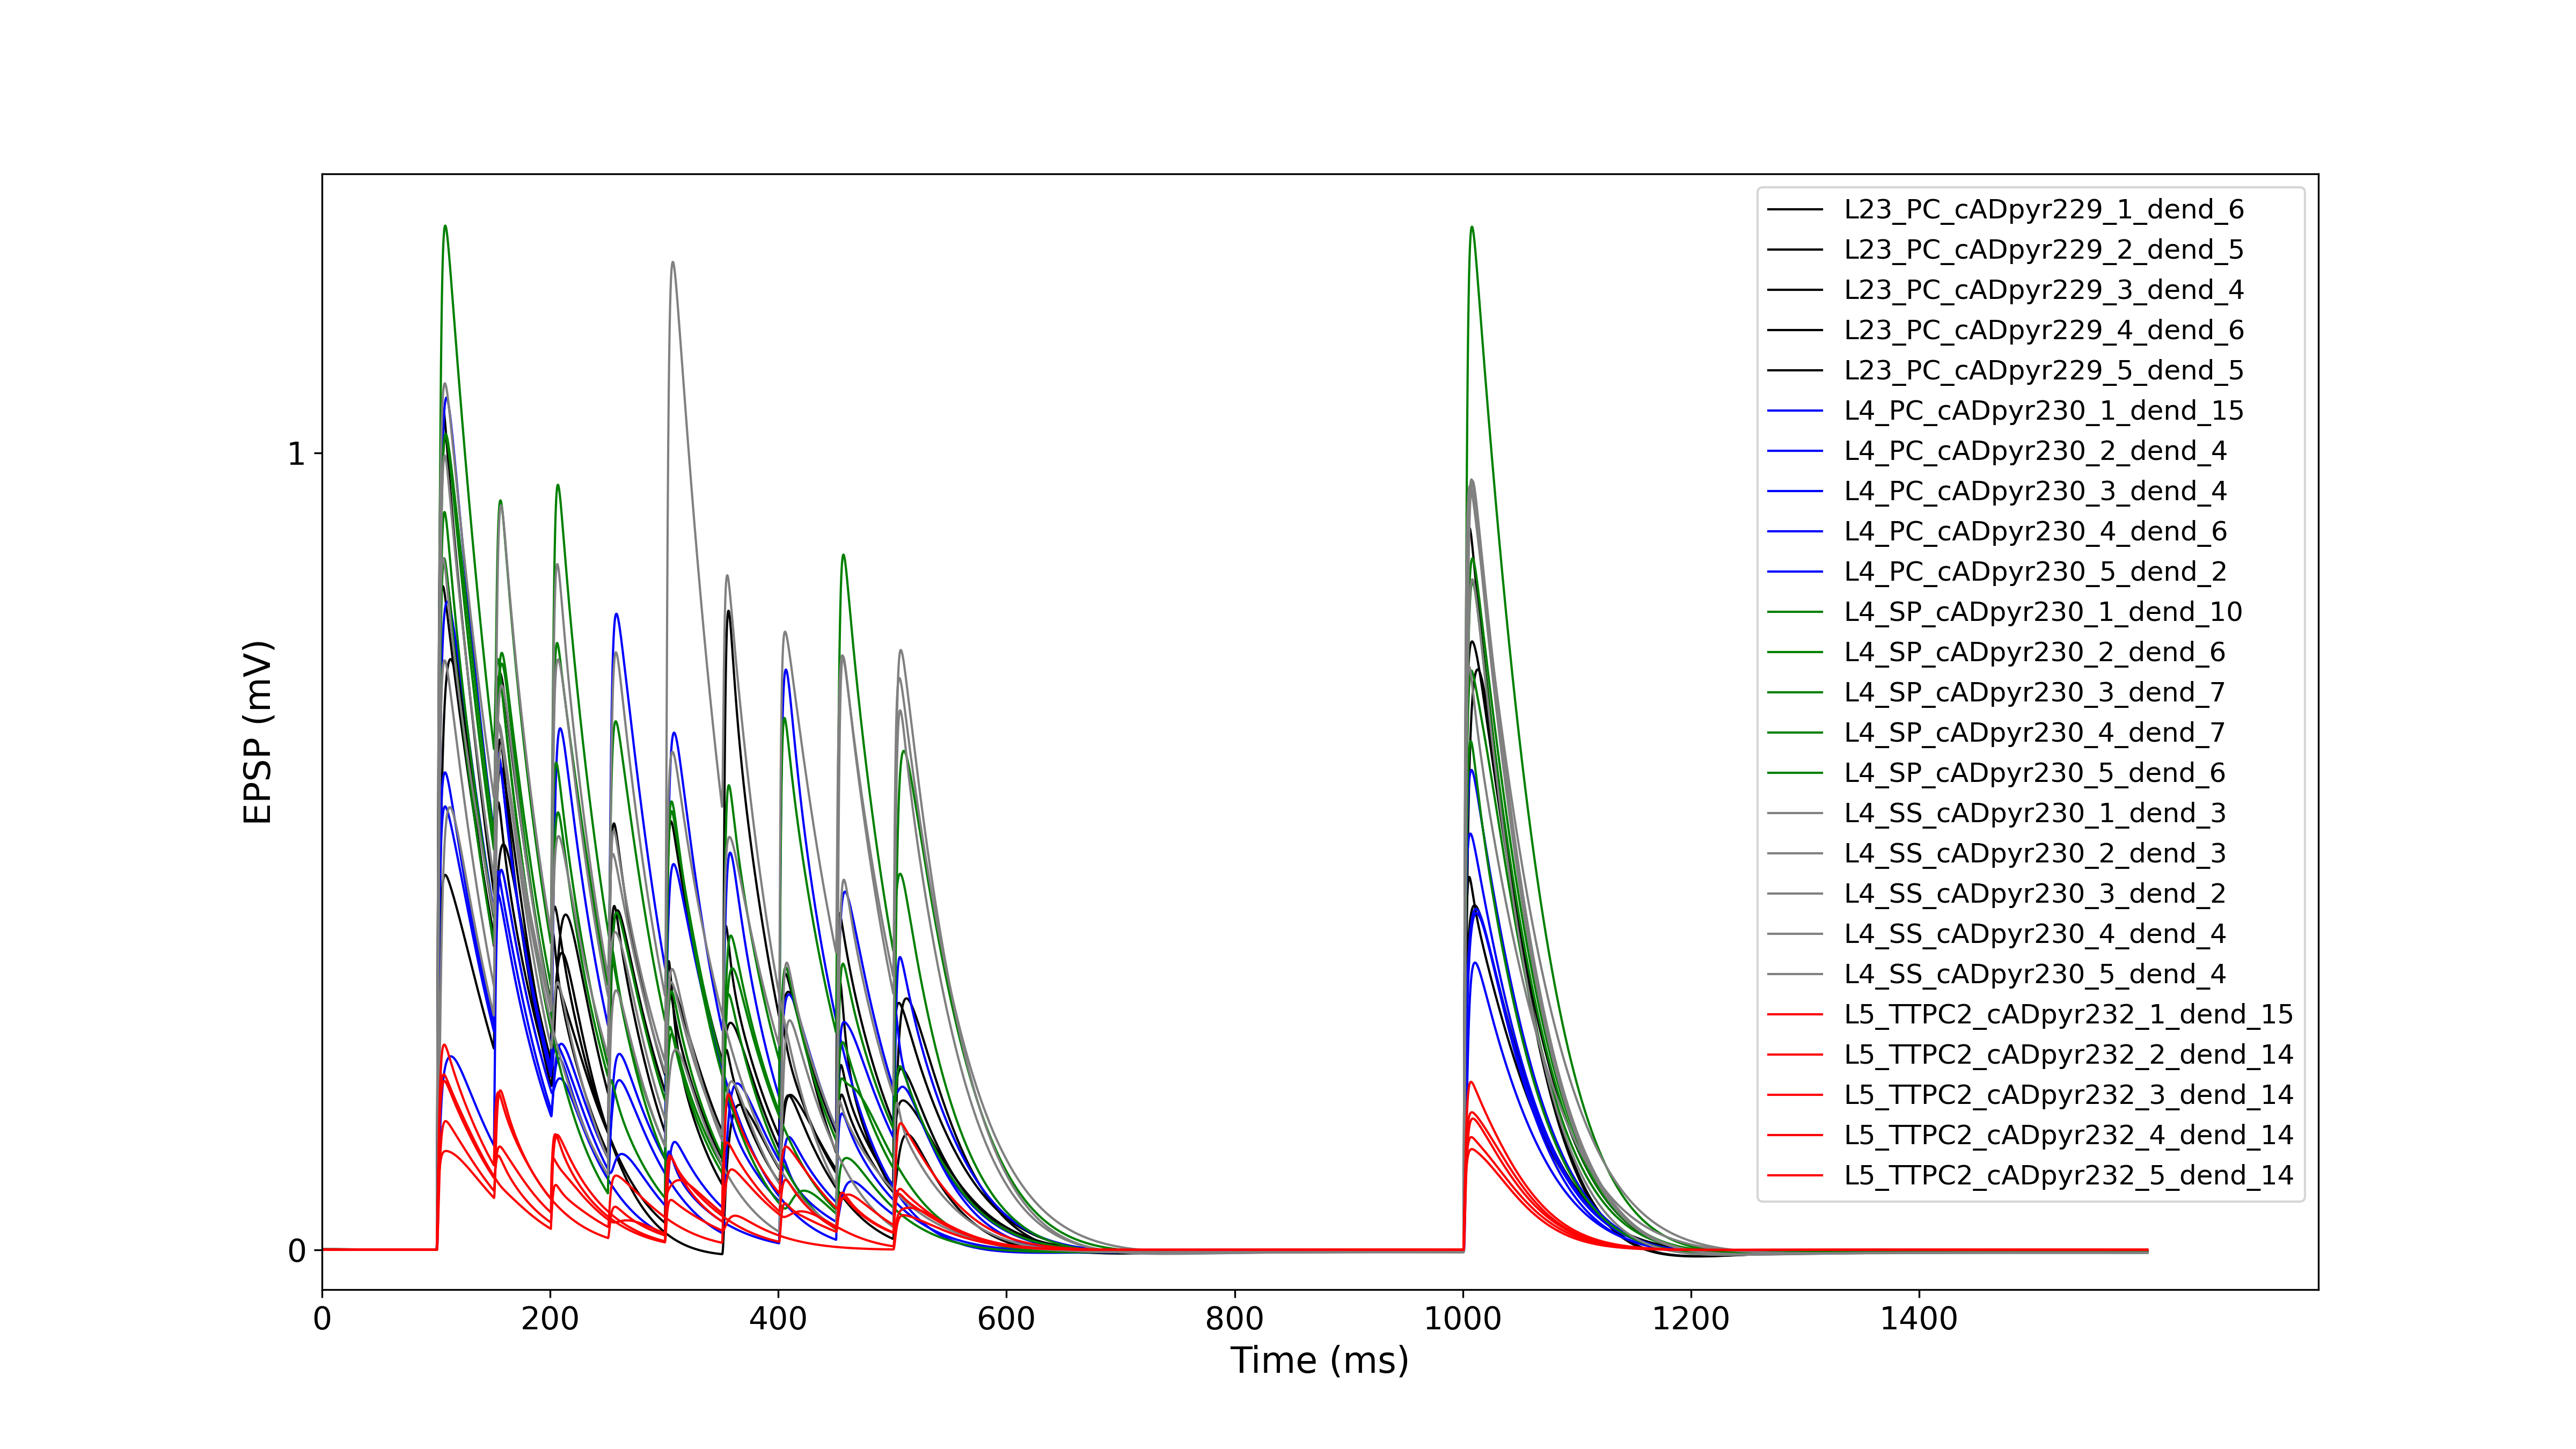 EPSP (mV)
1
0
0 200 400 600 800 1000 1200 1400
Time (ms)
L23_PC_cADpyr229_1_dend_6
L23_PC_cADpyr229_2_dend_5
L23_PC_cADpyr229_3_dend_4
L23_PC_cADpyr229_4_dend_6
L23_PC_cADpyr229_5_dend_5
L4_PC_cADpyr230_1_dend_15
L4_PC_cADpyr230_2_dend_4
L4_PC_cADpyr230_3_dend_4
L4_PC_cADpyr230_4_dend_6
L4_PC_cADpyr230_5_dend_2
L4_SP_cADpyr230_1_dend_10
L4_SP_cADpyr230_2_dend_6
L4_SP_cADpyr230_3_dend_7
L4_SP_cADpyr230_4_dend_7
L4_SP_cADpyr230_5_dend_6
L4_SS_cADpyr230_1_dend_3
L4_SS_cADpyr230_2_dend_3
L4_SS_cADpyr230_3_dend_2
L4_SS_cADpyr230_4_dend_4
L4_SS_cADpyr230_5_dend_4
L5_TTPC2_cADpyr232_1_dend_15
L5_TTPC2_cADpyr232_2_dend_14
L5_TTPC2_cADpyr232_3_dend_14
L5_TTPC2_cADpyr232_4_dend_14
L5_TTPC2_cADpyr232_5_dend_14